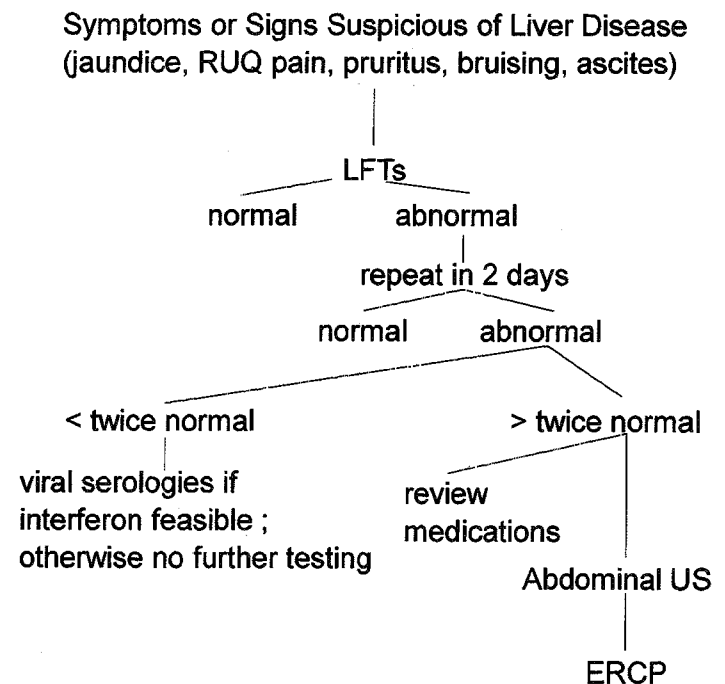 Symptoms or Signs Suspicious of Liver Disease
(jaundice, RUQ pain, pruritus, bruising, ascites)
LFTs
normal abnormal
repeat in 2 days
normal abnormal
< twice normal > twice normal
viral serologies if
interferon feasible ;
otherwise no further testing
review
medications
Abdominal US
ERCP